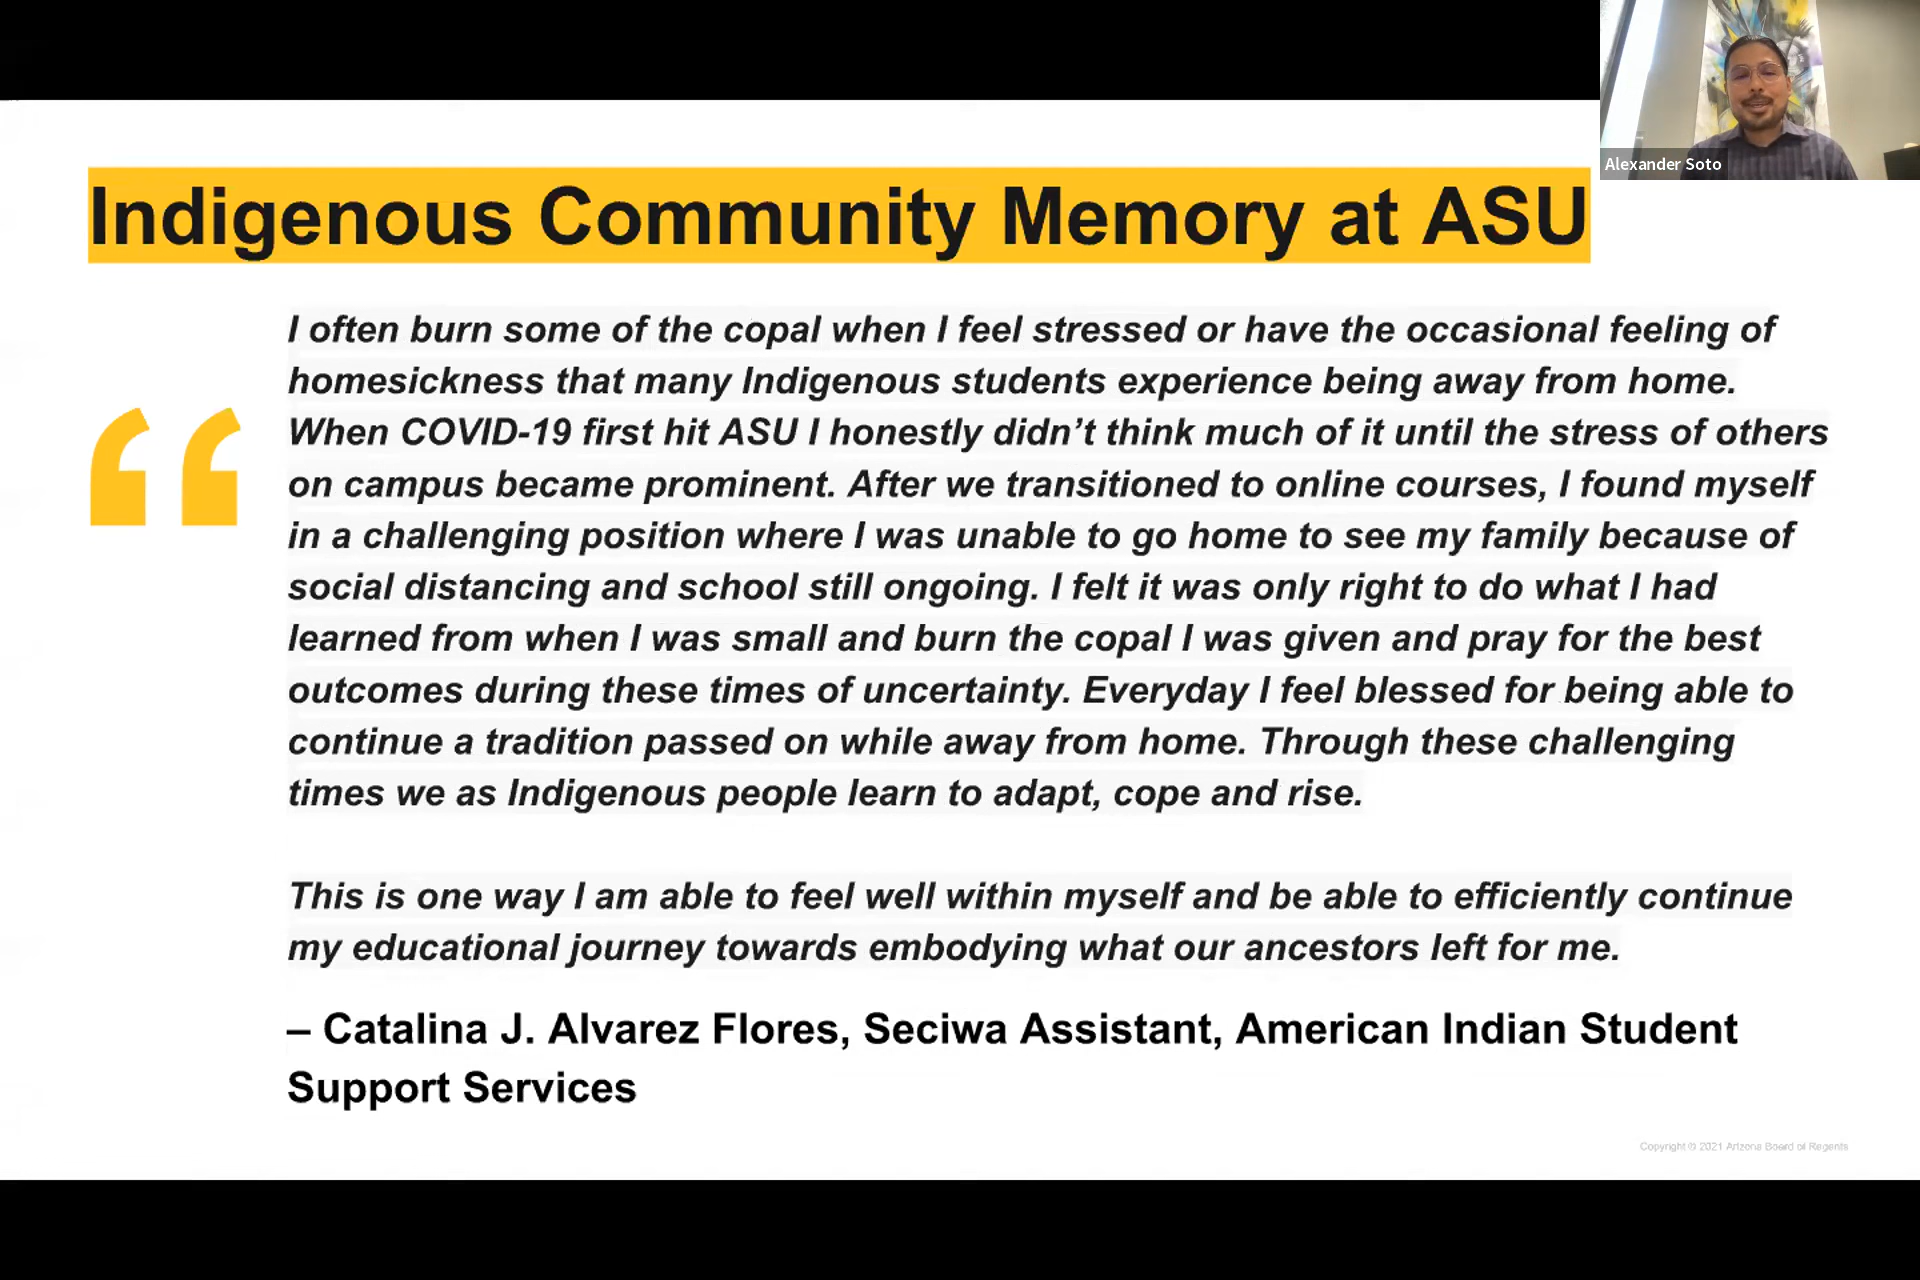 Alexander Soto
Indigenous Community Memory at ASU
I often burn some of the copal when I feel stressed or have the occasional feeling of
homesickness that many Indigenous students experience being away from home.
When COVID-19 first hit ASU I honestly didn’t think much of it until the stress of others
on campus became prominent. After we transitioned to online courses, I found myself
in a challenging position where I was unable to go home to see my family because of
social distancing and school still ongoing. I felt it was only right to do what I had
learned from when I was small and burn the copal I was given and pray for the best
outcomes during these times of uncertainty. Everyday I feel blessed for being able to
continue a tradition passed on while away from home. Through these challenging
times we as Indigenous people learn to adapt, cope and rise.
This is one way I am able to feel well within myself and be able to efficiently continue
my educational journey towards embodying what our ancestors left for me.
– Catalina J. Alvarez Flores, Seciwa Assistant, American Indian Student
Support Services
Copyright © 2021 Arizona Board of Regents